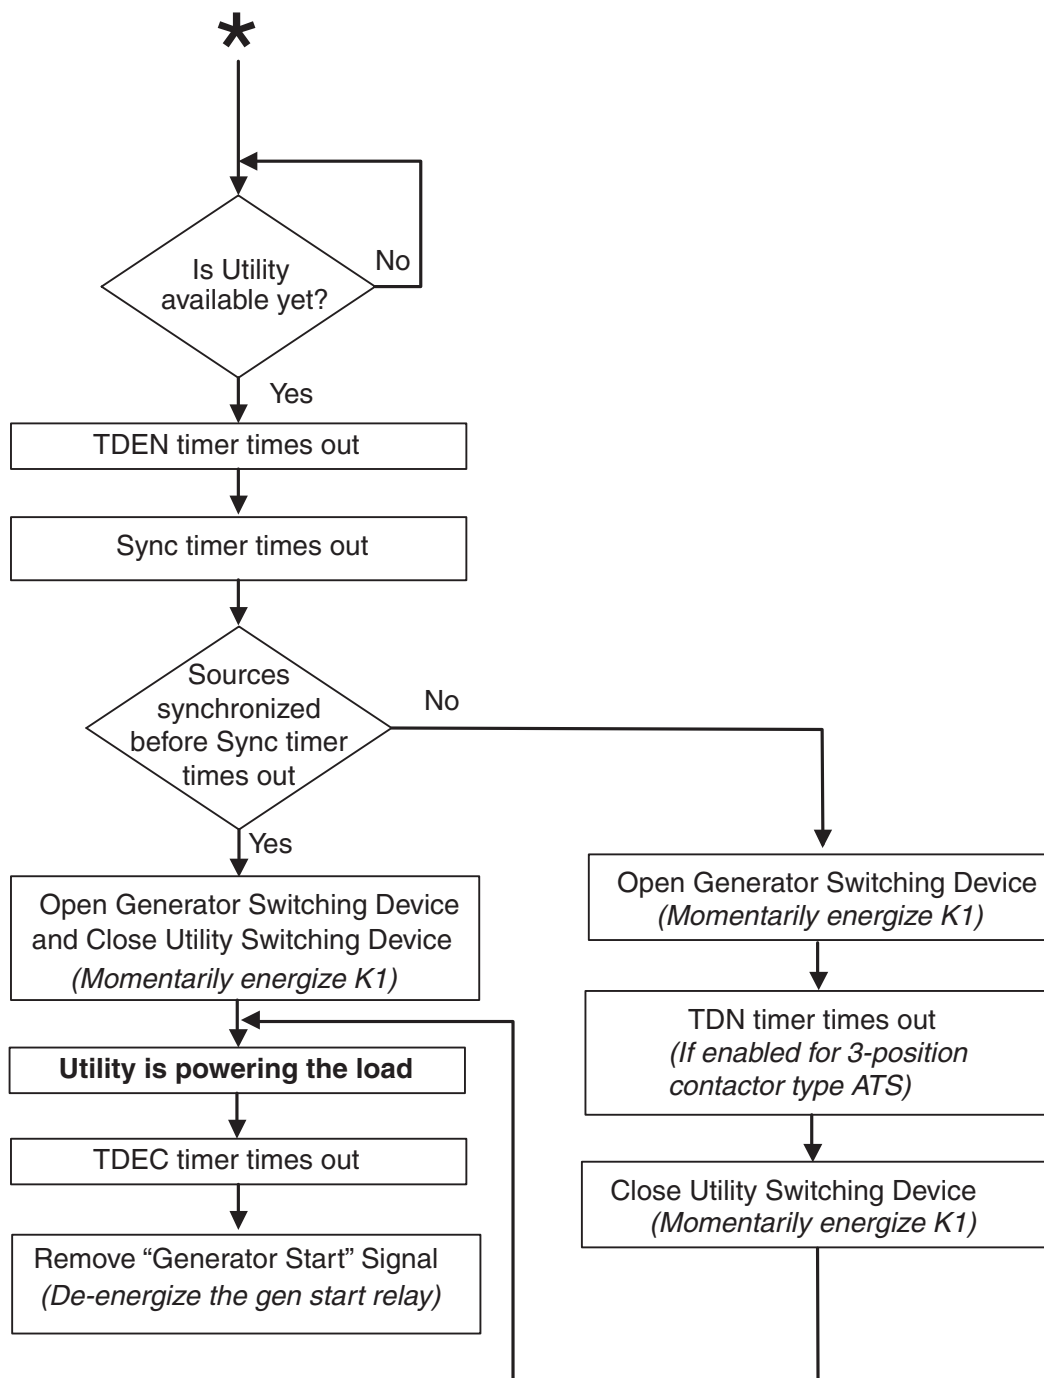 *
Is Utility
available yet?
No
Yes
TDEN timer times out
Sync timer times out
Sources
synchronized
before Sync timer
times out
No
Yes
Open Generator Switching Device
and Close Utility Switching Device
(Momentarily energize K1)
Utility is powering the load
TDEC timer times out
Remove “Generator Start” Signal
(De-energize the gen start relay)
Open Generator Switching Device
(Momentarily energize K1)
TDN timer times out
(If enabled for 3-position
contactor type ATS)
Close Utility Switching Device
(Momentarily energize K1)